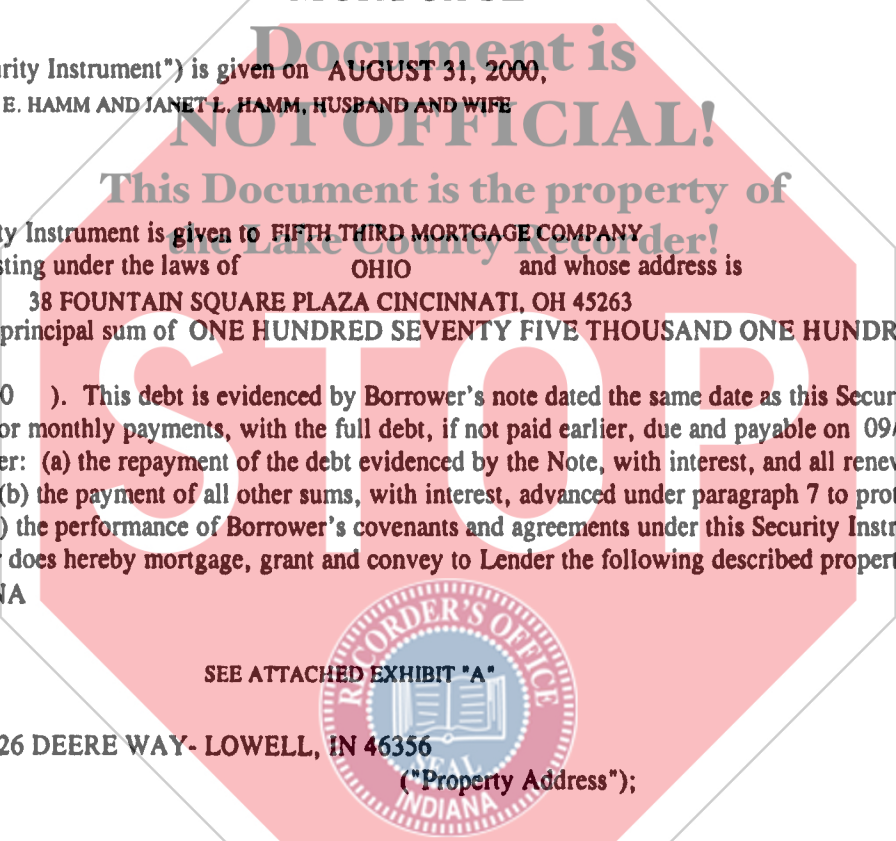 Document is
rity Instrument") is given on AUGUST 31, 2000,
E. HAMM AND JANET L. HAMM, HUSBAND AND WIFE
NOT OFFICIAL!
This Document is the property of
ty Instrument is given to FIFTH THIRD MORTGAGE COMPANY
the Lake County Recorder!
sting under the laws of OHIO and whose address is
38 FOUNTAIN SQUARE PLAZA CINCINNATI, OH 45263
principal sum of ONE HUNDRED SEVENTY FIVE THOUSAND ONE HUNDR
0 ). This debt is evidenced by Borrower's note dated the same date as this Secur
or monthly payments, with the full debt, if not paid earlier, due and payable on 09/
er: (a) the repayment of the debt evidenced by the Note, with interest, and all renew
(b) the payment of all other sums, with interest, advanced under paragraph 7 to prot
) the performance of Borrower's covenants and agreements under this Security Instr
does hereby mortgage, grant and convey to Lender the following described propert
NA
STOP
RECORDER'S OFFICE
SEE ATTACHED EXHIBIT "A"
26 DEERE WAY- LOWELL, IN 46356
SEAL
("Property Address");
INDIANA